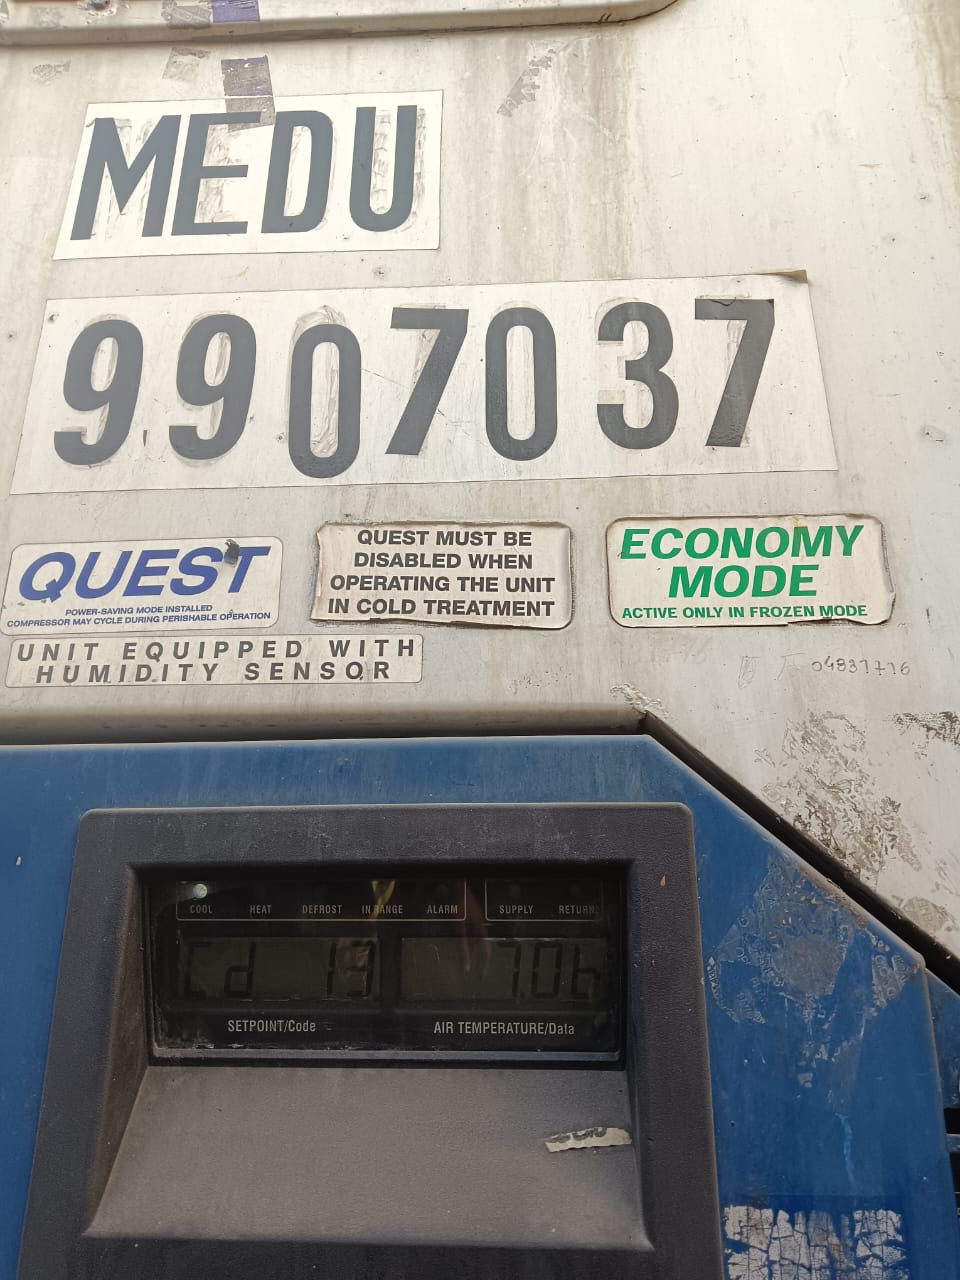 MEDU
9907037
QUEST
POWER-SAVING MODE INSTALLED
COMPRESSOR MAY CYCLE DURING PERISHABLE OPERATION
QUEST MUST BE
DISABLED WHEN
OPERATING THE UNIT
IN COLD TREATMENT
ECONOMY
MODE
ACTIVE ONLY IN FROZEN MODE
UNIT EQUIPPED WITH
HUMIDITY SENSOR
COOL HEAT DEFROST IN RANGE ALARM SUPPLY RETURN
Cd 13 7.06
SETPOINT/Code AIR TEMPERATURE/Data